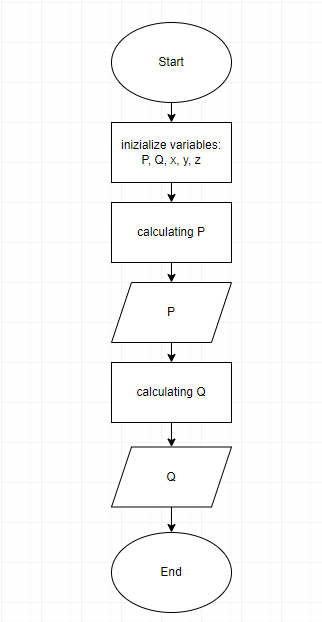 Start
inizialize variables:
P, Q, x, y, z
calculating P
P
calculating Q
Q
End